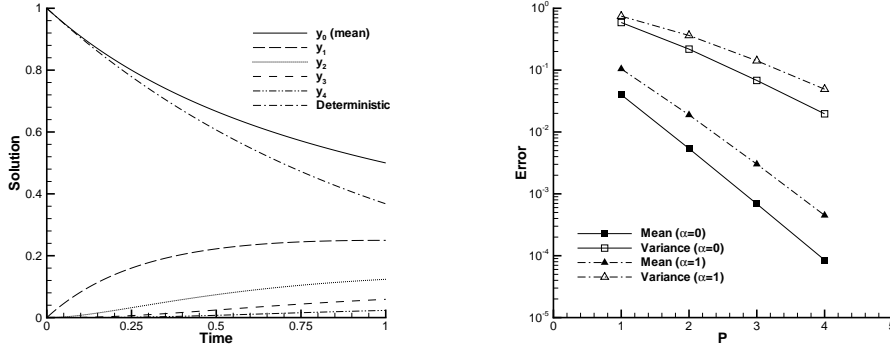 1
0.8
0.6
0.4
0.2
0
Solution
y0 (mean)
y1
y2
y3
y4
Deterministic
0
0.25
0.5
0.75
1
Time
10^1
10^0
10^-1
10^-2
10^-3
10^-4
10^-5
Error
Mean (α=0)
Variance (α=0)
Mean (α=1)
Variance (α=1)
0
1
2
3
4
5
P